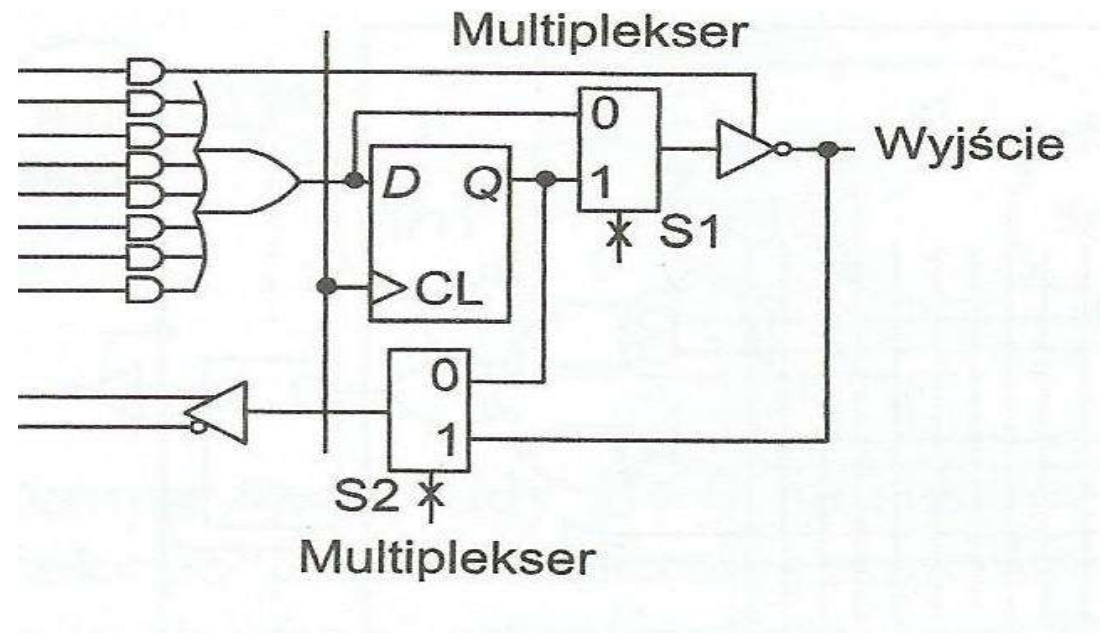 Multiplekser
0
Wyjście
D Q 1
S1
CL
0
1
S2
Multiplekser